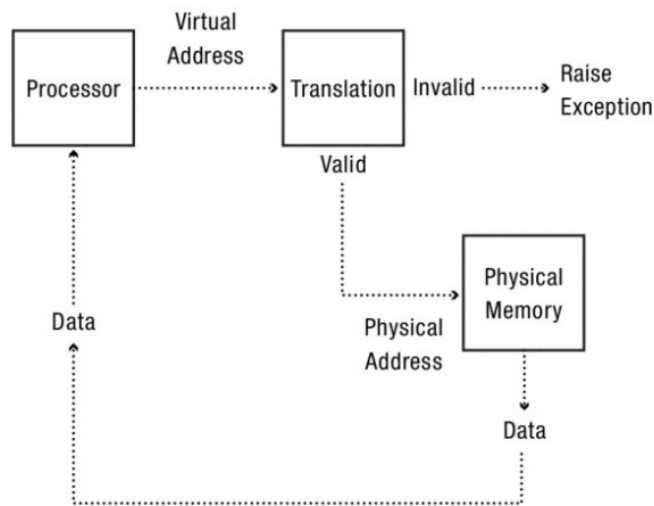 Virtual
Address
Processor
Translation
Invalid
Raise
Exception
Valid
Physical
Memory
Physical
Address
Data
Data